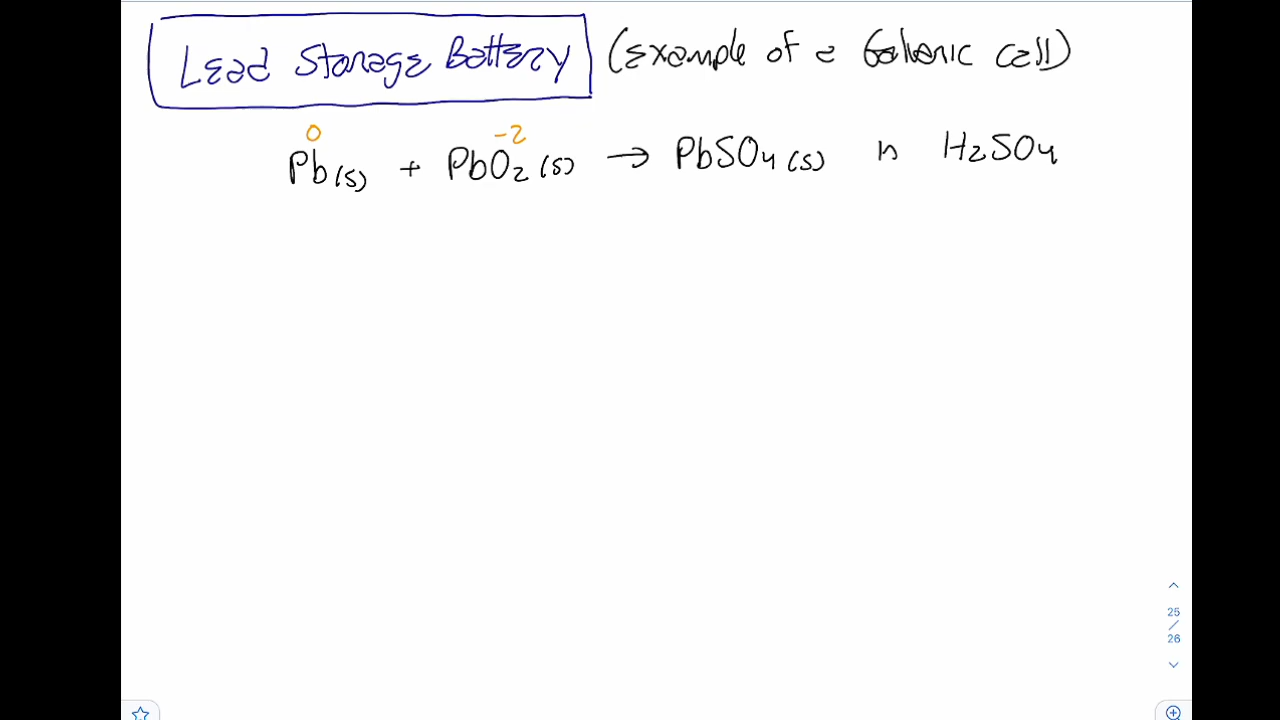 Lead Storage Battery (example of a Galvanic cell)
0 -2
Pb(s) + PbO2(s) → PbSO4(s) in H2SO4
25
/
26